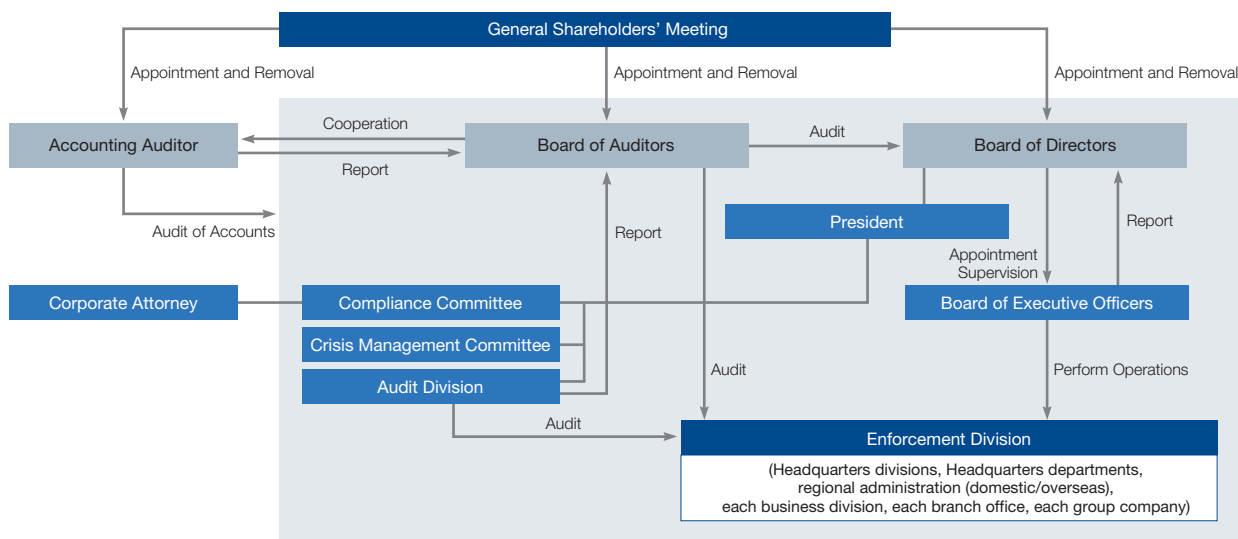 General Shareholders’ Meeting
Appointment and Removal
Appointment and Removal
Appointment and Removal
Cooperation
Accounting Auditor
Board of Auditors
Audit
Board of Directors
Report
Audit of Accounts
Report
President
Report
Appointment
Supervision
Corporate Attorney
Compliance Committee
Board of Executive Officers
Crisis Management Committee
Audit Division
Audit
Perform Operations
Audit
Enforcement Division
(Headquarters divisions, Headquarters departments,
regional administration (domestic/overseas),
each business division, each branch office, each group company)